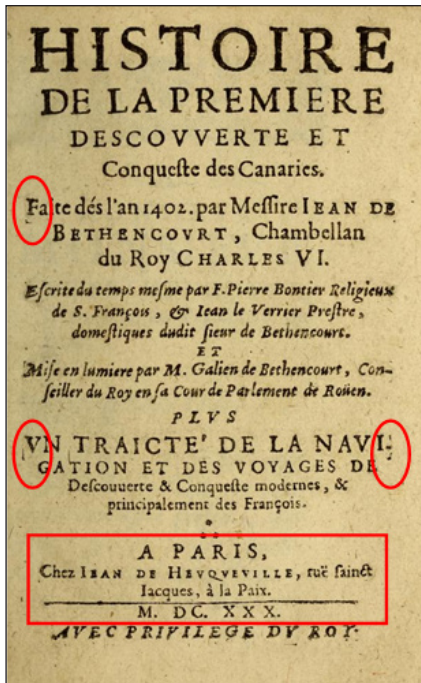 HISTOIRE
DE LA PREMIERE
DESCOVVERTE ET
Conqueſte des Canaries.
Faite dés l'an 1402. par Meſſire IEAN DE
BETHENCOVRT, Chambellan
du Roy CHARLES VI.
Eſcrite du temps meſme par F. Pierre Bontier Religieux
de S. François, & Iean le Verrier Preſtre,
domeſtiques dudit ſieur de Bethencourt.
ET
Miſe en lumiere par M. Galien de Bethencourt, Con-
ſeiller du Roy en ſa Cour de Parlement de Roüen.
PLVS
VN TRAICTE' DE LA NAVI-
GATION ET DES VOYAGES DE
Deſcouuerte & Conqueſte modernes, &
principalement des François.
A PARIS,
Chez IEAN DE HEVQVEVILLE, ruë ſainct
Iacques, à la Paix.
M. DC. XXX.
AVEC PRIVILEGE DV ROY.